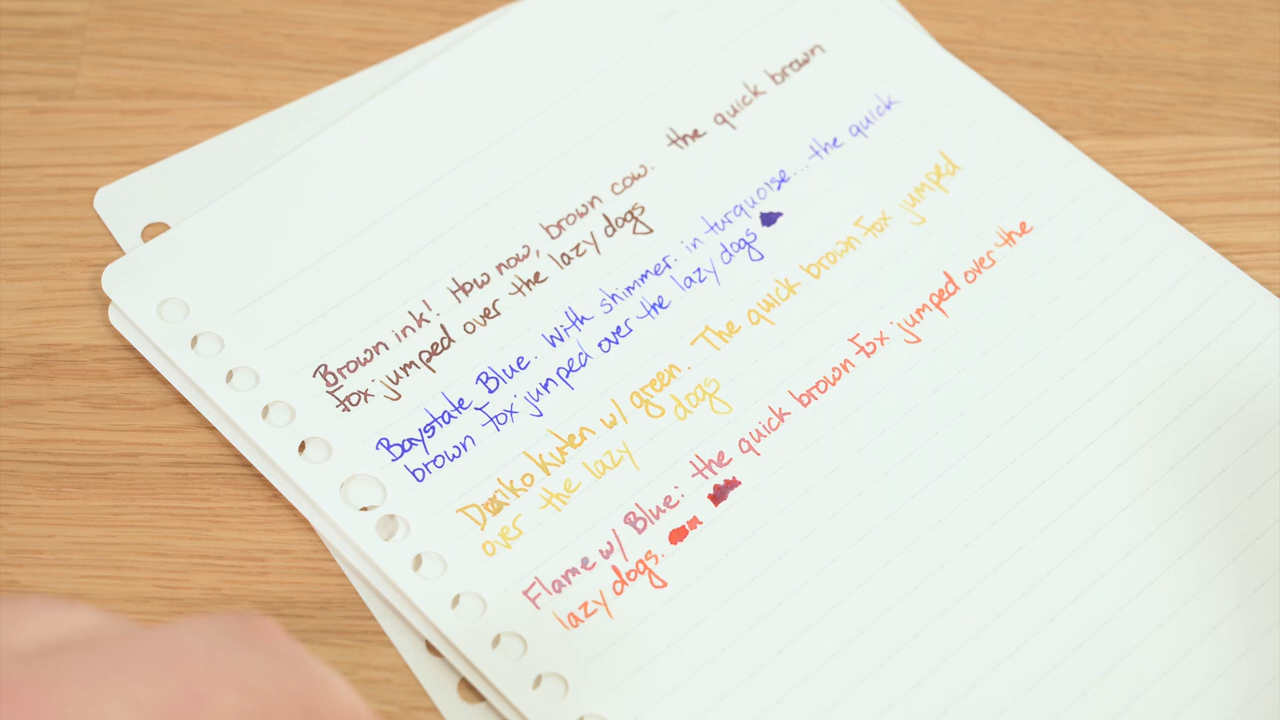 Brown ink! How now, brown cow. the quick brown
fox jumped over the lazy dogs
Baystate Blue. With shimmer. in turquoise... the quick
brown fox jumped over the lazy dogs
Kuten w/ green. The quick brown fox jumped
over the lazy dogs
Flame w/ Blue: the quick brown fox jumped over the
lazy dogs.